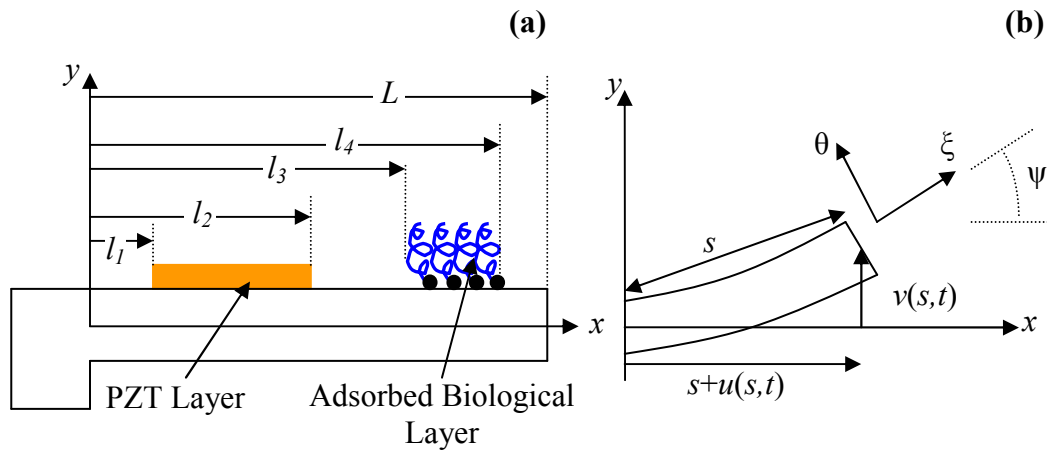 (a)
y
L
l4
l3
l2
l1
x
PZT Layer
Adsorbed Biological
Layer
(b)
y
θ
ξ
ψ
s
v(s,t)
x
s+u(s,t)